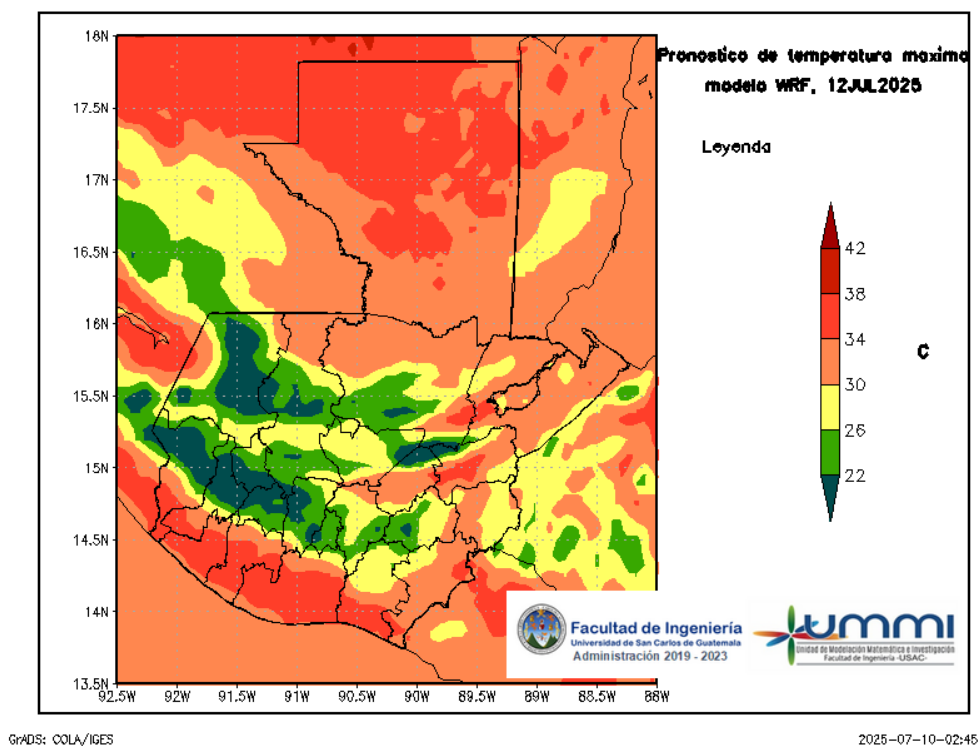 Pronostico de temperatura maxima
modelo WRF, 12JUL2025
Leyenda
42
38
34
30
26
22
C
18N
17.5N
17N
16.5N
16N
15.5N
15N
14.5N
14N
13.5N
92.5W
92W
91.5W
91W
90.5W
90W
89.5W
89W
88.5W
88W
Facultad de Ingeniería
Universidad de San Carlos de Guatemala
Administración 2019 - 2023
ummi
Unidad de Modelación Matemática e Investigación
Facultad de Ingeniería -USAC-
GrADS: COLA/IGES
2025-07-10-02:45